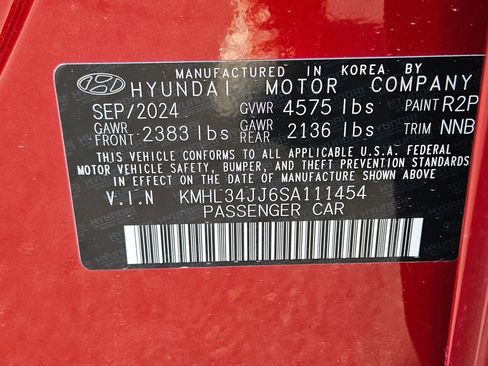 MANUFACTURED IN KOREA BY
HYUNDAI MOTOR COMPANY
SEP/2024 GVWR 4575 lbs PAINT R2P
GAWR FRONT 2383 lbs GAWR REAR 2136 lbs TRIM NNB
THIS VEHICLE CONFORMS TO ALL APPLICABLE U.S.A. FEDERAL
MOTOR VEHICLE SAFETY, BUMPER, AND THEFT PREVENTION STANDARDS
IN EFFECT ON THE DATE OF MANUFACTURE SHOWN ABOVE.
V.I.N KMHL34JJ6SA111454
PASSENGER CAR